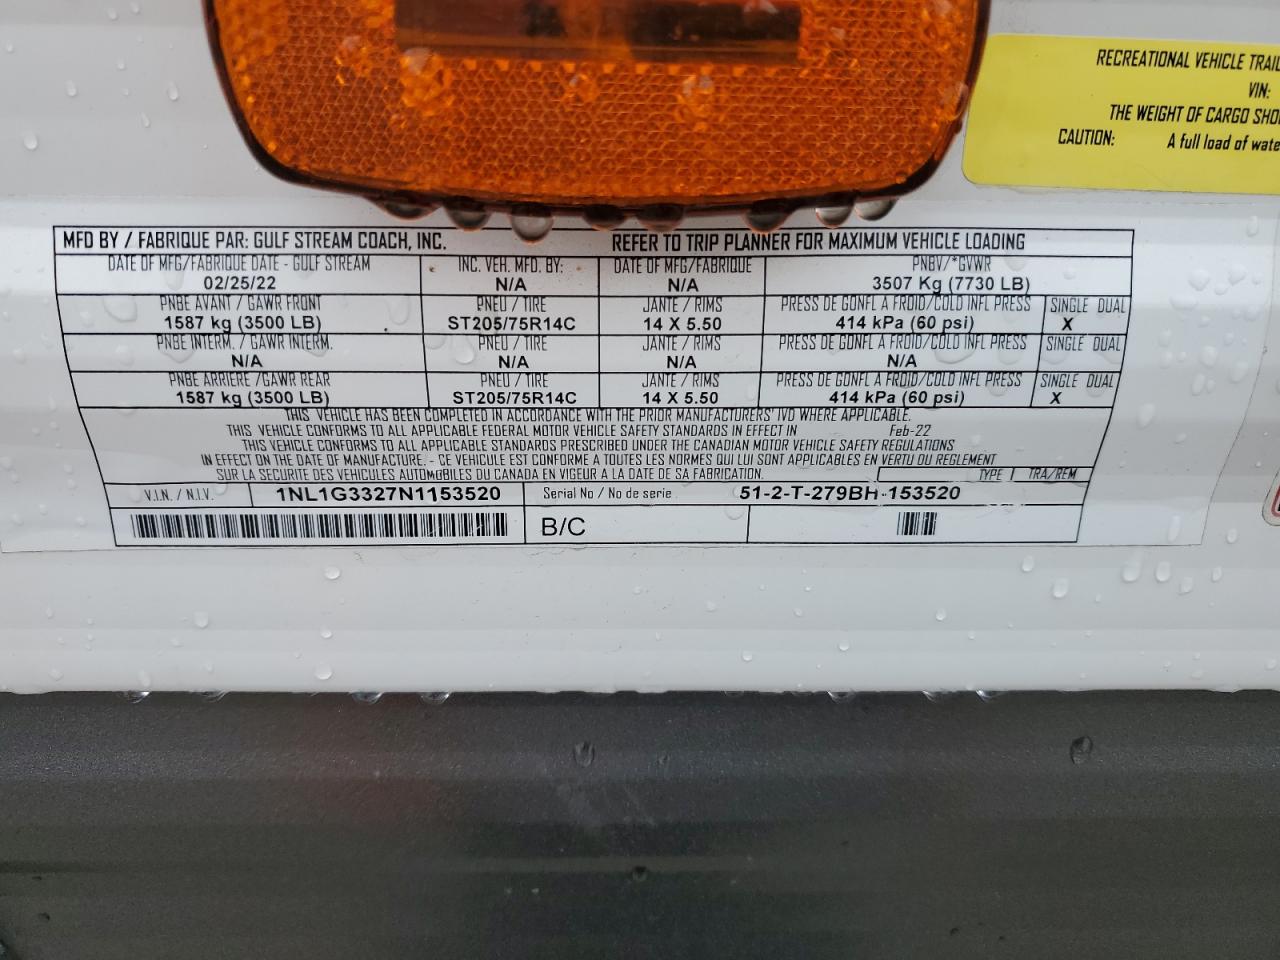 RECREATIONAL VEHICLE
VIN:
THE WEIGHT OF CARGO
CAUTION: A full load of
MFD BY / FABRIQUE PAR: GULF STREAM COACH, INC. REFER TO TRIP PLANNER FOR MAXIMUM VEHICLE LOADING
DATE OF MFG/FABRIQUE DATE - GULF STREAM INC. VEH. MFD. BY: DATE OF MFG/FABRIQUE PNBV/*GVWR
02/25/22 N/A N/A 3507 Kg (7730 LB)
PNBE AVANT / GAWR FRONT PNEU / TIRE JANTE / RIMS PRESS DE GONFL A FROID/COLD INFL PRESS SINGLE DUAL
1587 kg (3500 LB) ST205/75R14C 14 X 5.50 414 kPa (60 psi) X
PNBE INTERM. / GAWR INTERM. PNEU / TIRE JANTE / RIMS PRESS DE GONFL A FROID/COLD INFL PRESS SINGLE DUAL
N/A N/A N/A N/A
PNBE ARRIERE /GAWR REAR PNEU / TIRE JANTE / RIMS PRESS DE GONFL A FROID/COLD INFL PRESS SINGLE DUAL
1587 kg (3500 LB) ST205/75R14C 14 X 5.50 414 kPa (60 psi) X
THIS VEHICLE HAS BEEN COMPLETED IN ACCORDANCE WITH THE PRIOR MANUFACTURERS' IVD WHERE APPLICABLE.
THIS VEHICLE CONFORMS TO ALL APPLICABLE FEDERAL MOTOR VEHICLE SAFETY STANDARDS IN EFFECT IN Feb-22
THIS VEHICLE CONFORMS TO ALL APPLICABLE STANDARDS PRESCRIBED UNDER THE CANADIAN MOTOR VEHICLE SAFETY REGULATIONS
IN EFFECT ON THE DATE OF MANUFACTURE. - CE VEHICULE EST CONFORME A TOUTES LES NORMES QUI LUI SONT APPLICABLES EN VERTU DU REGLEMENT
SUR LA SECURITE DES VEHICULES AUTOMOBILES DU CANADA EN VIGEUR A LA DATE DE SA FABRICATION. TYPE TRA/REM
V.I.N. / N.I.V. 1NL1G3327N1153520 Serial No / No de serie 51-2-T-279BH-153520
B/C